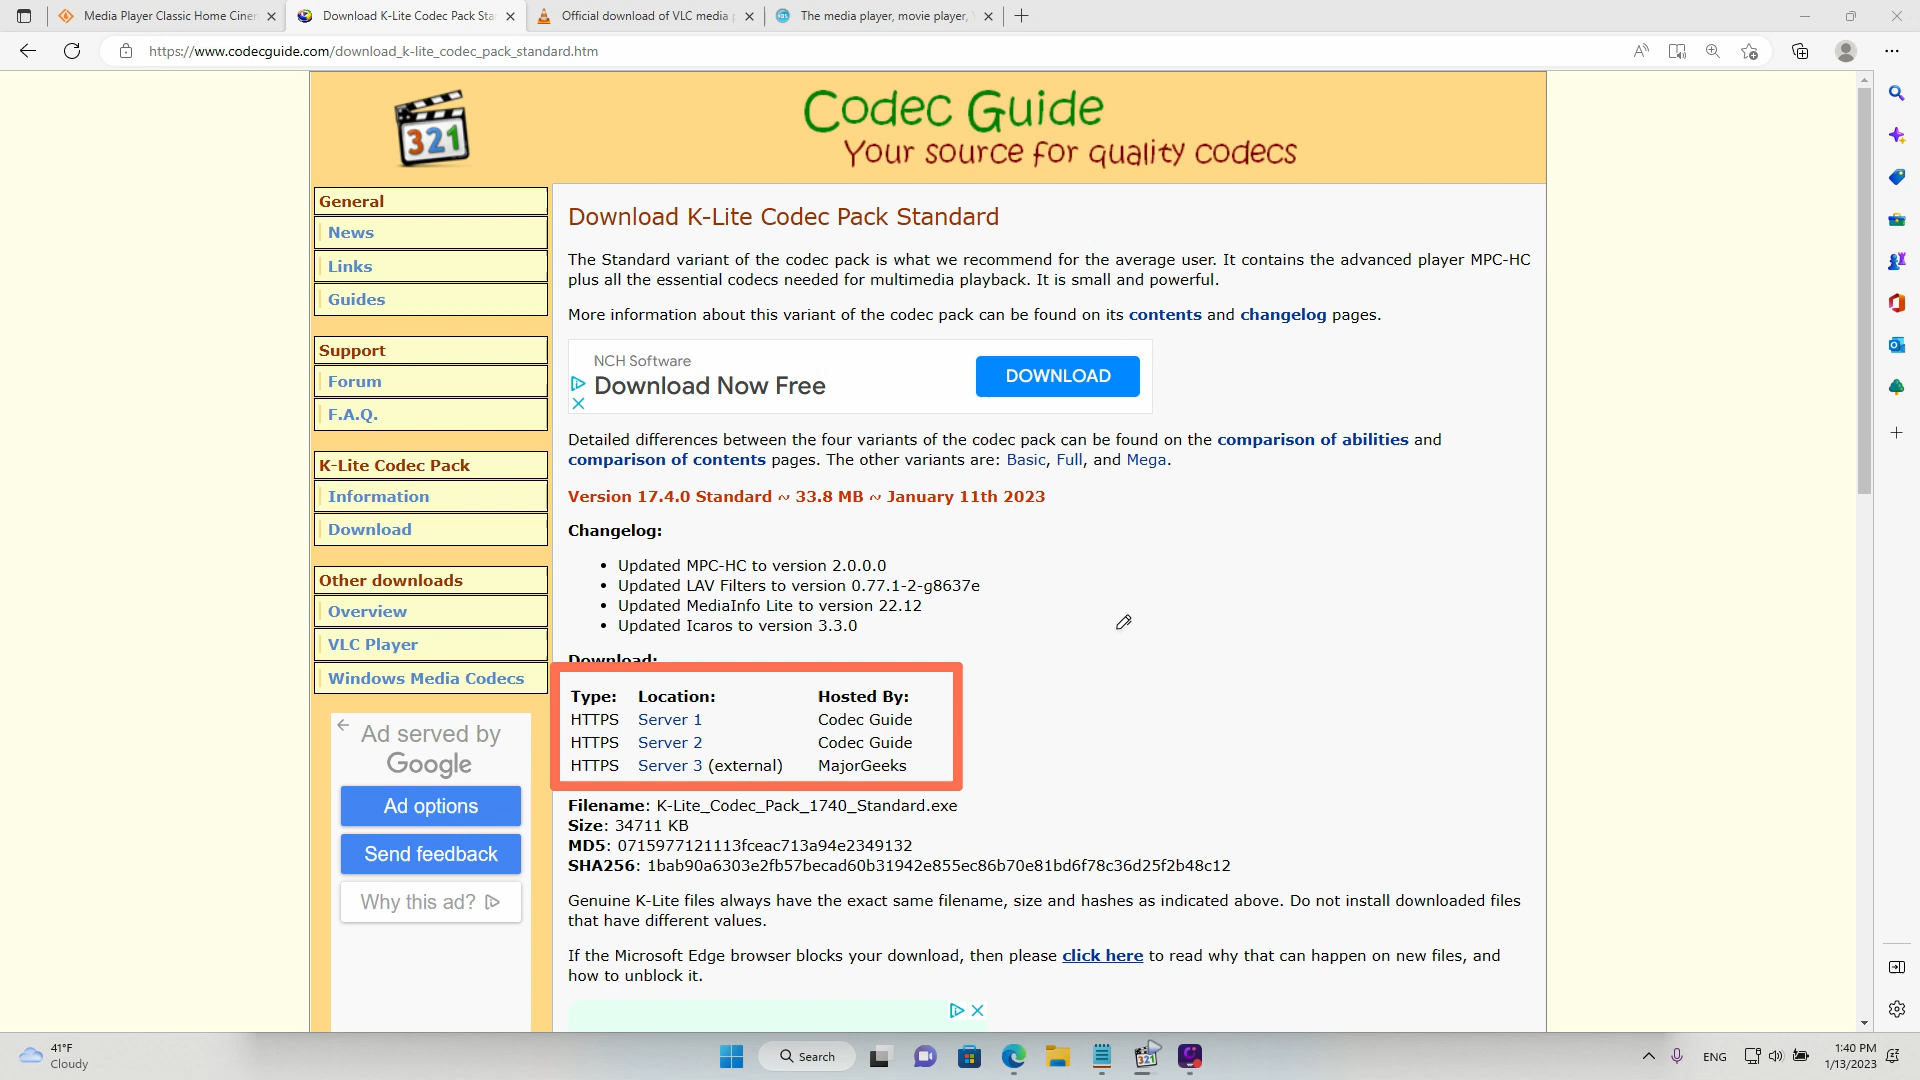 Media Player Classic Home Cinem
Download K-Lite Codec Pack Sta
Official download of VLC media p
The media player, movie player,
https://www.codecguide.com/download_k-lite_codec_pack_standard.htm
321
Codec Guide
Your source for quality codecs
General
News
Links
Guides
Support
Forum
F.A.Q.
K-Lite Codec Pack
Information
Download
Other downloads
Overview
VLC Player
Windows Media Codecs
Ad served by
Google
Ad options
Send feedback
Why this ad?
Download K-Lite Codec Pack Standard
The Standard variant of the codec pack is what we recommend for the average user. It contains the advanced player MPC-HC
plus all the essential codecs needed for multimedia playback. It is small and powerful.
More information about this variant of the codec pack can be found on its contents and changelog pages.
NCH Software
Download Now Free
DOWNLOAD
Detailed differences between the four variants of the codec pack can be found on the comparison of abilities and
comparison of contents pages. The other variants are: Basic, Full, and Mega.
Version 17.4.0 Standard ~ 33.8 MB ~ January 11th 2023
Changelog:
• Updated MPC-HC to version 2.0.0.0
• Updated LAV Filters to version 0.77.1-2-g8637e
• Updated MediaInfo Lite to version 22.12
• Updated Icaros to version 3.3.0
Download:
Type: Location: Hosted By:
HTTPS Server 1 Codec Guide
HTTPS Server 2 Codec Guide
HTTPS Server 3 (external) MajorGeeks
Filename: K-Lite_Codec_Pack_1740_Standard.exe
Size: 34711 KB
MD5: 0715977121113fceac713a94e2349132
SHA256: 1bab90a6303e2fb57becad60b31942e855ec86b70e81bd6f78c36d25f2b48c12
Genuine K-Lite files always have the exact same filename, size and hashes as indicated above. Do not install downloaded files
that have different values.
If the Microsoft Edge browser blocks your download, then please click here to read why that can happen on new files, and
how to unblock it.
41°F
Cloudy
Search
321
ENG
1:40 PM
1/13/2023